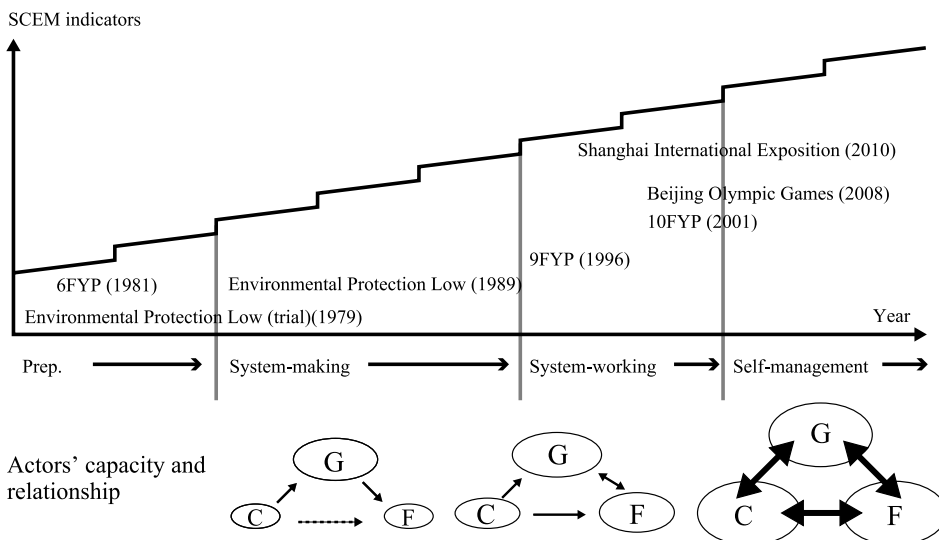 SCEM indicators
Shanghai International Exposition (2010)
Beijing Olympic Games (2008)
10FYP (2001)
9FYP (1996)
6FYP (1981)
Environmental Protection Low (1989)
Environmental Protection Low (trial)(1979)
Year
Prep.
System-making
System-working
Self-management
Actors' capacity and
relationship
G
C
F
G
C
F
G
C
F